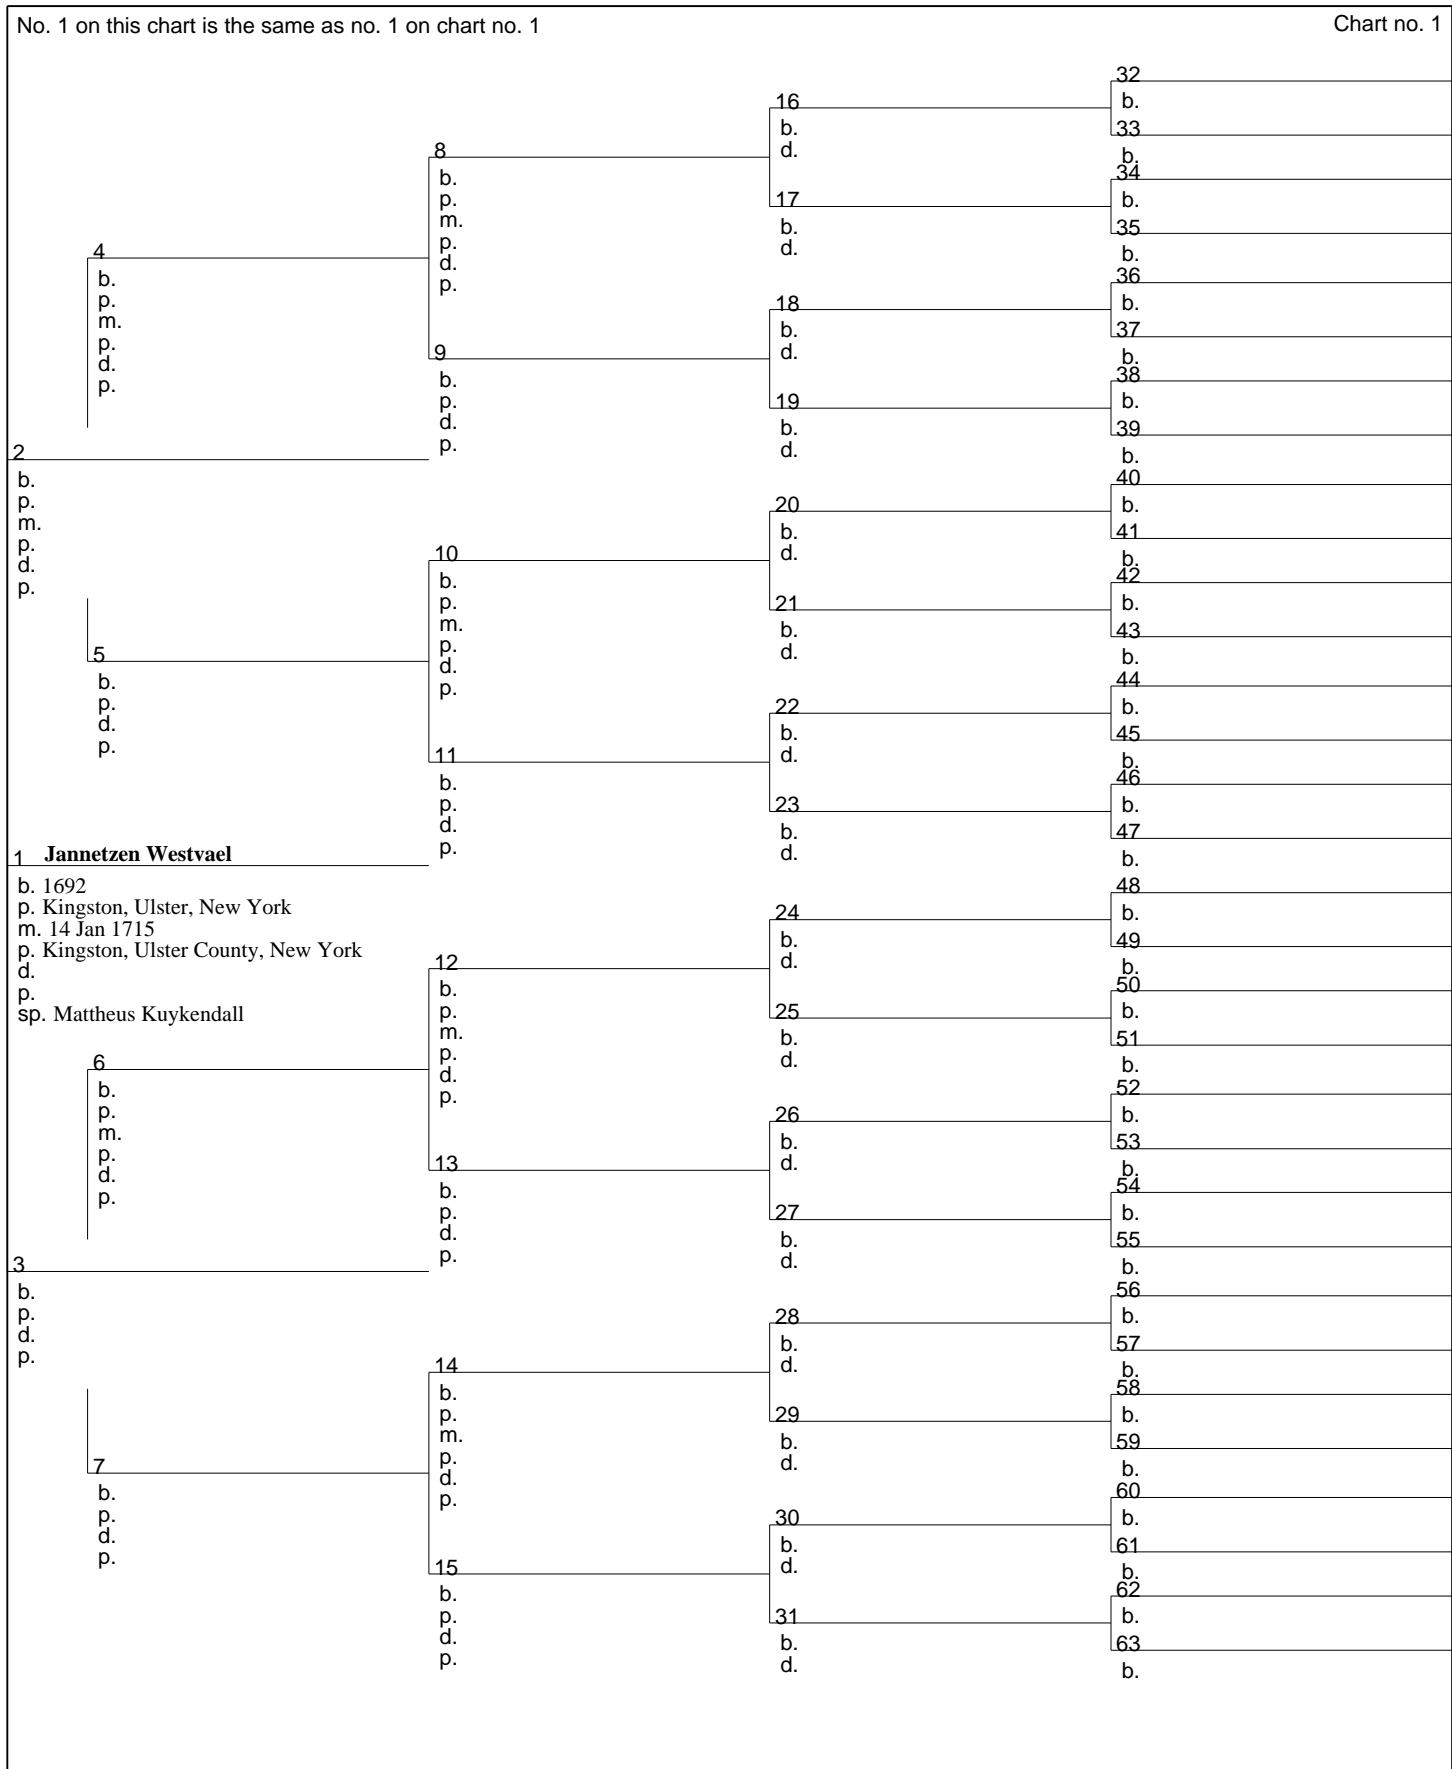 No. 1 on this chart is the same as no. 1 on chart no. 1
Chart no. 1
2
b.
p.
m.
p.
d.
p.
1 Jannetzen Westvael
b. 1692
p. Kingston, Ulster, New York
m. 14 Jan 1715
p. Kingston, Ulster County, New York
d.
p.
sp. Mattheus Kuykendall
3
b.
p.
d.
p.
4
b.
p.
m.
p.
d.
p.
5
b.
p.
d.
p.
6
b.
p.
m.
p.
d.
p.
7
b.
p.
d.
p.
8
b.
p.
m.
p.
d.
p.
9
b.
p.
d.
p.
10
b.
p.
m.
p.
d.
p.
11
b.
p.
d.
p.
12
b.
p.
m.
p.
d.
p.
13
b.
p.
d.
p.
14
b.
p.
m.
p.
d.
p.
15
b.
p.
d.
p.
16
b.
d.
17
b.
d.
18
b.
d.
19
b.
d.
20
b.
d.
21
b.
d.
22
b.
d.
23
b.
d.
24
b.
d.
25
b.
d.
26
b.
d.
27
b.
d.
28
b.
d.
29
b.
d.
30
b.
d.
31
b.
d.
32
b.
33
b.
34
b.
35
b.
36
b.
37
b.
38
b.
39
b.
40
b.
41
b.
42
b.
43
b.
44
b.
45
b.
46
b.
47
b.
48
b.
49
b.
50
b.
51
b.
52
b.
53
b.
54
b.
55
b.
56
b.
57
b.
58
b.
59
b.
60
b.
61
b.
62
b.
63
b.